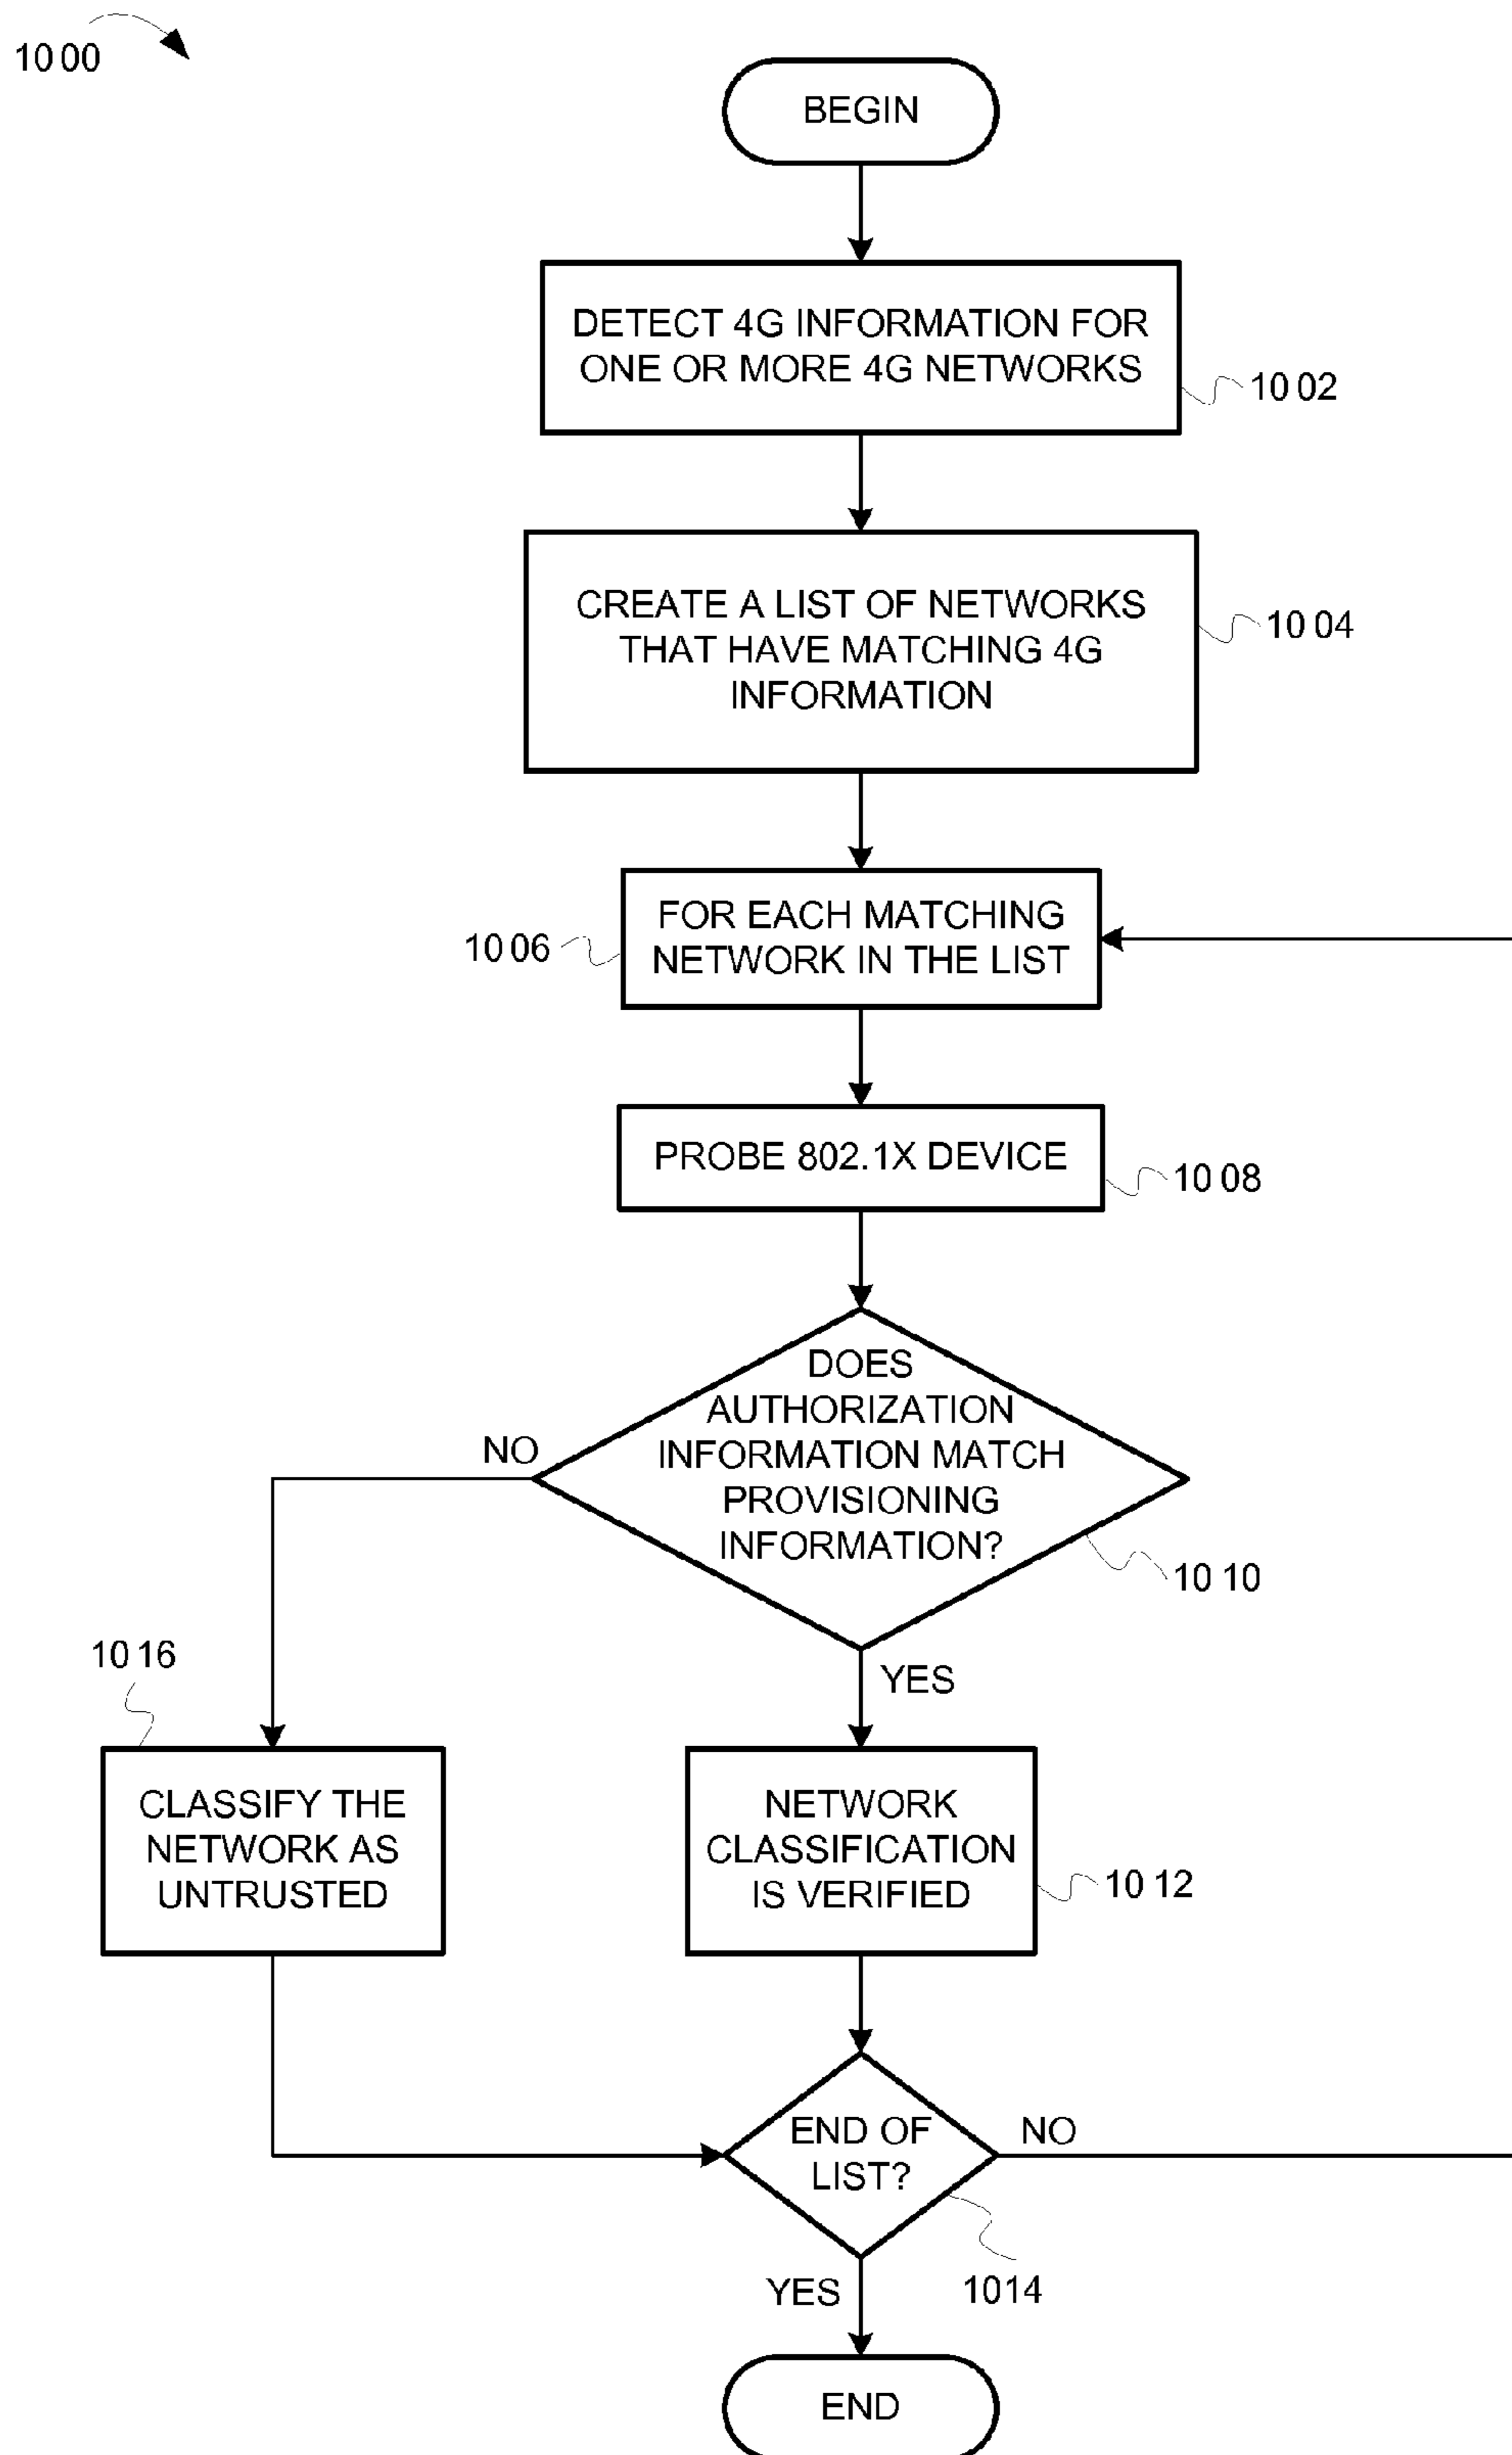 1000
BEGIN
DETECT 4G INFORMATION FOR
ONE OR MORE 4G NETWORKS
1002
CREATE A LIST OF NETWORKS
THAT HAVE MATCHING 4G
INFORMATION
1004
FOR EACH MATCHING
NETWORK IN THE LIST
1006
PROBE 802.1X DEVICE
1008
DOES
AUTHORIZATION
INFORMATION MATCH
PROVISIONING
INFORMATION?
NO
1010
YES
1016
CLASSIFY THE
NETWORK AS
UNTRUSTED
NETWORK
CLASSIFICATION
IS VERIFIED
1012
END OF
LIST?
NO
1014
YES
END